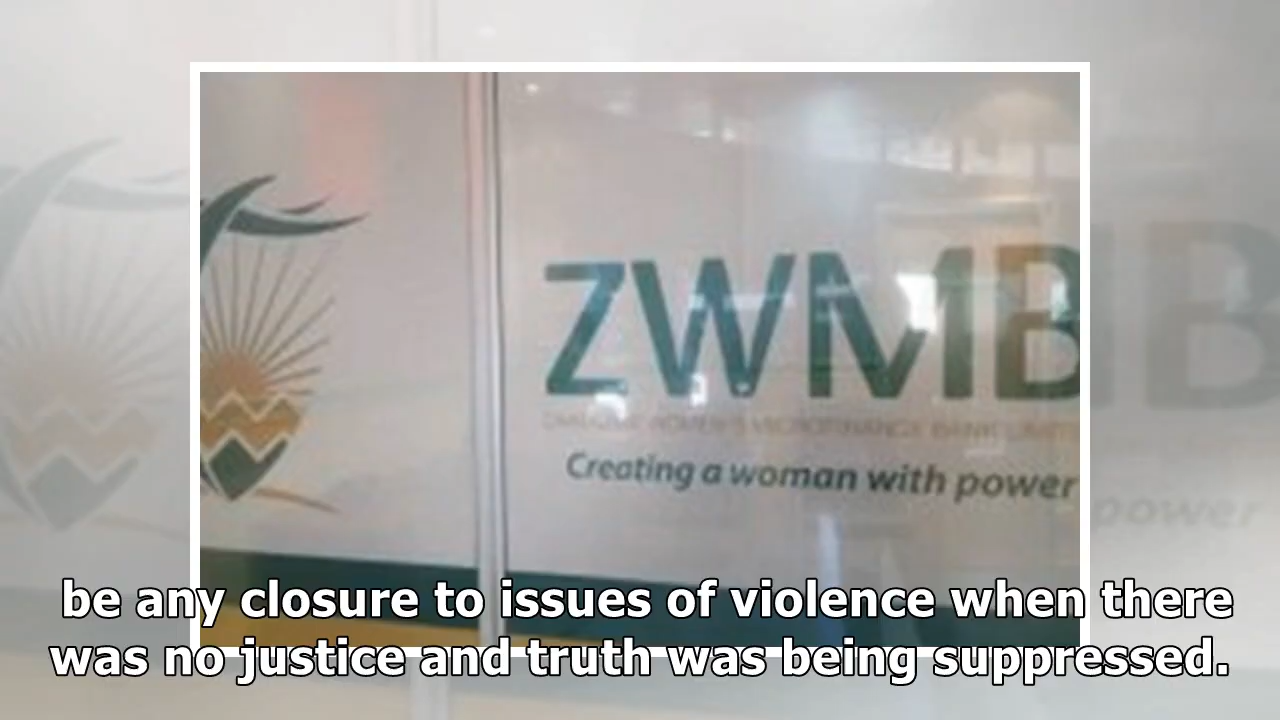 ZWMB
Creating a woman with power
be any closure to issues of violence when there
was no justice and truth was being suppressed.